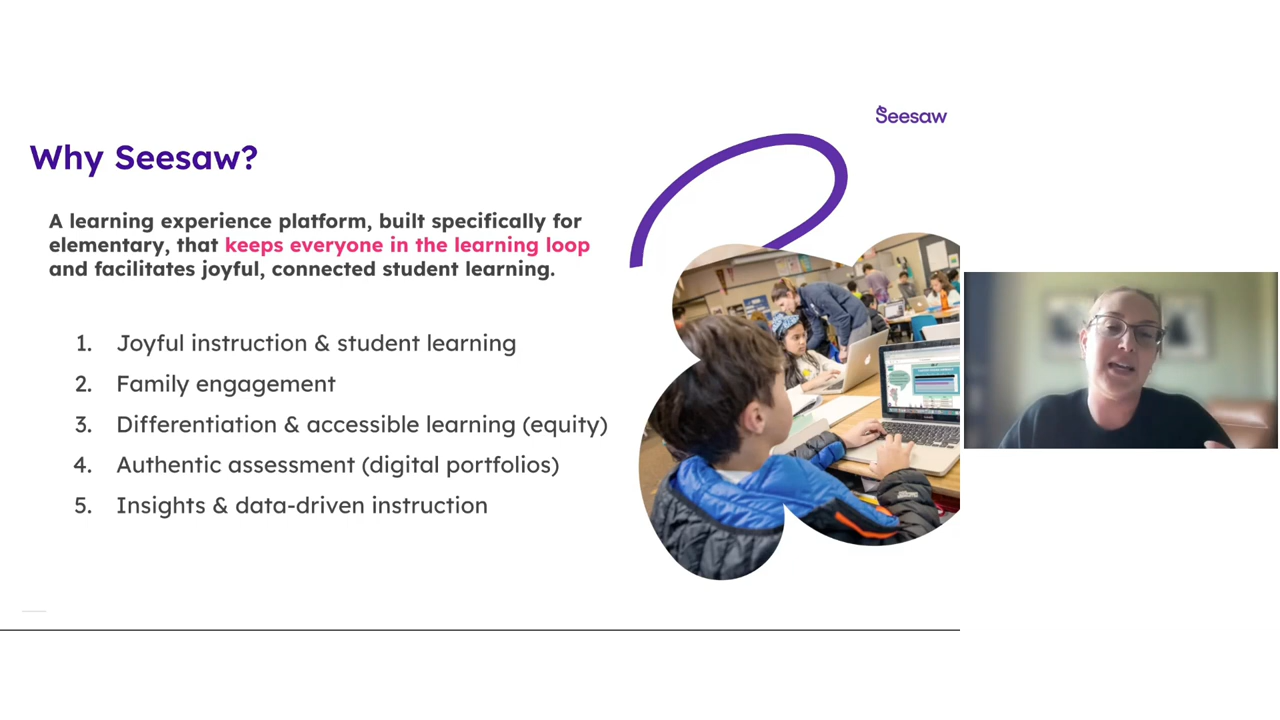 Seesaw
Why Seesaw?
A learning experience platform, built specifically for
elementary, that keeps everyone in the learning loop
and facilitates joyful, connected student learning.
1. Joyful instruction & student learning
2. Family engagement
3. Differentiation & accessible learning (equity)
4. Authentic assessment (digital portfolios)
5. Insights & data-driven instruction